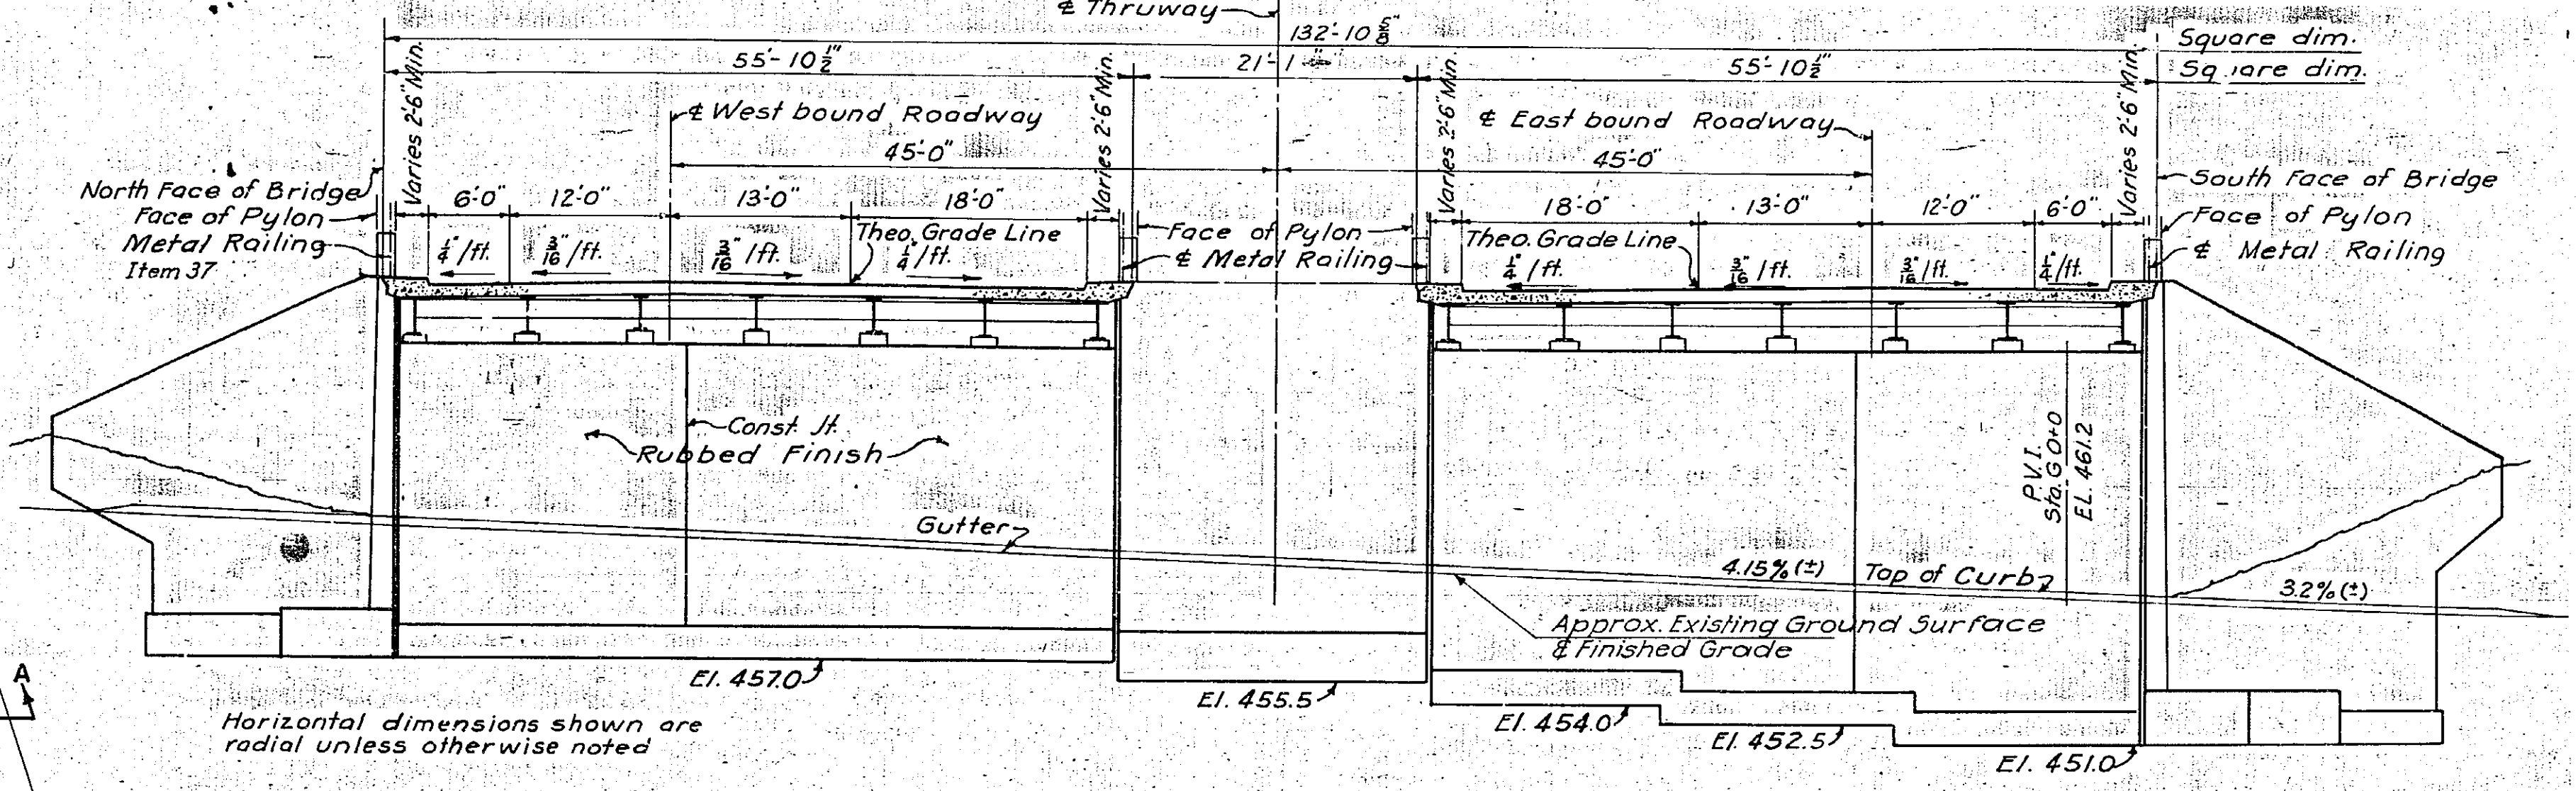 ℄ Thruway
132'-10 5/8"
Square dim.
55'-10 1/2"
21'-1
55'-10 1/2"
Square dim.
Varies 2'-6" Min.
Varies 2'-6" Min.
Varies 2'-6" Min.
Varies 2'-6" Min.
℄ West bound Roadway
℄ East bound Roadway
45'-0"
45'-0"
North Face of Bridge
South Face of Bridge
6'-0"
12'-0"
13'-0"
18'-0"
18'-0"
13'-0"
12'-0"
6'-0"
Face of Pylon
Face of Pylon
Face of Pylon
Metal Railing
Item 37
℄ Metal Railing
℄ Metal Railing
1/4"/ft.
3/16"/ft.
3/16"/ft.
Theo. Grade Line
1/4"/ft.
Theo. Grade Line
1/4"/ft.
3/16"/ft.
3/16"/ft.
1/4"/ft.
Const. Jt.
Rubbed Finish
P.V.I.
Sta. G 0+0
EL. 461.2
Gutter
4.15% (±)
Top of Curb
3.2% (±)
Approx. Existing Ground Surface
& Finished Grade
El. 457.0
El. 455.5
El. 454.0
El. 452.5
El. 451.0
A
Horizontal dimensions shown are
radial unless otherwise noted